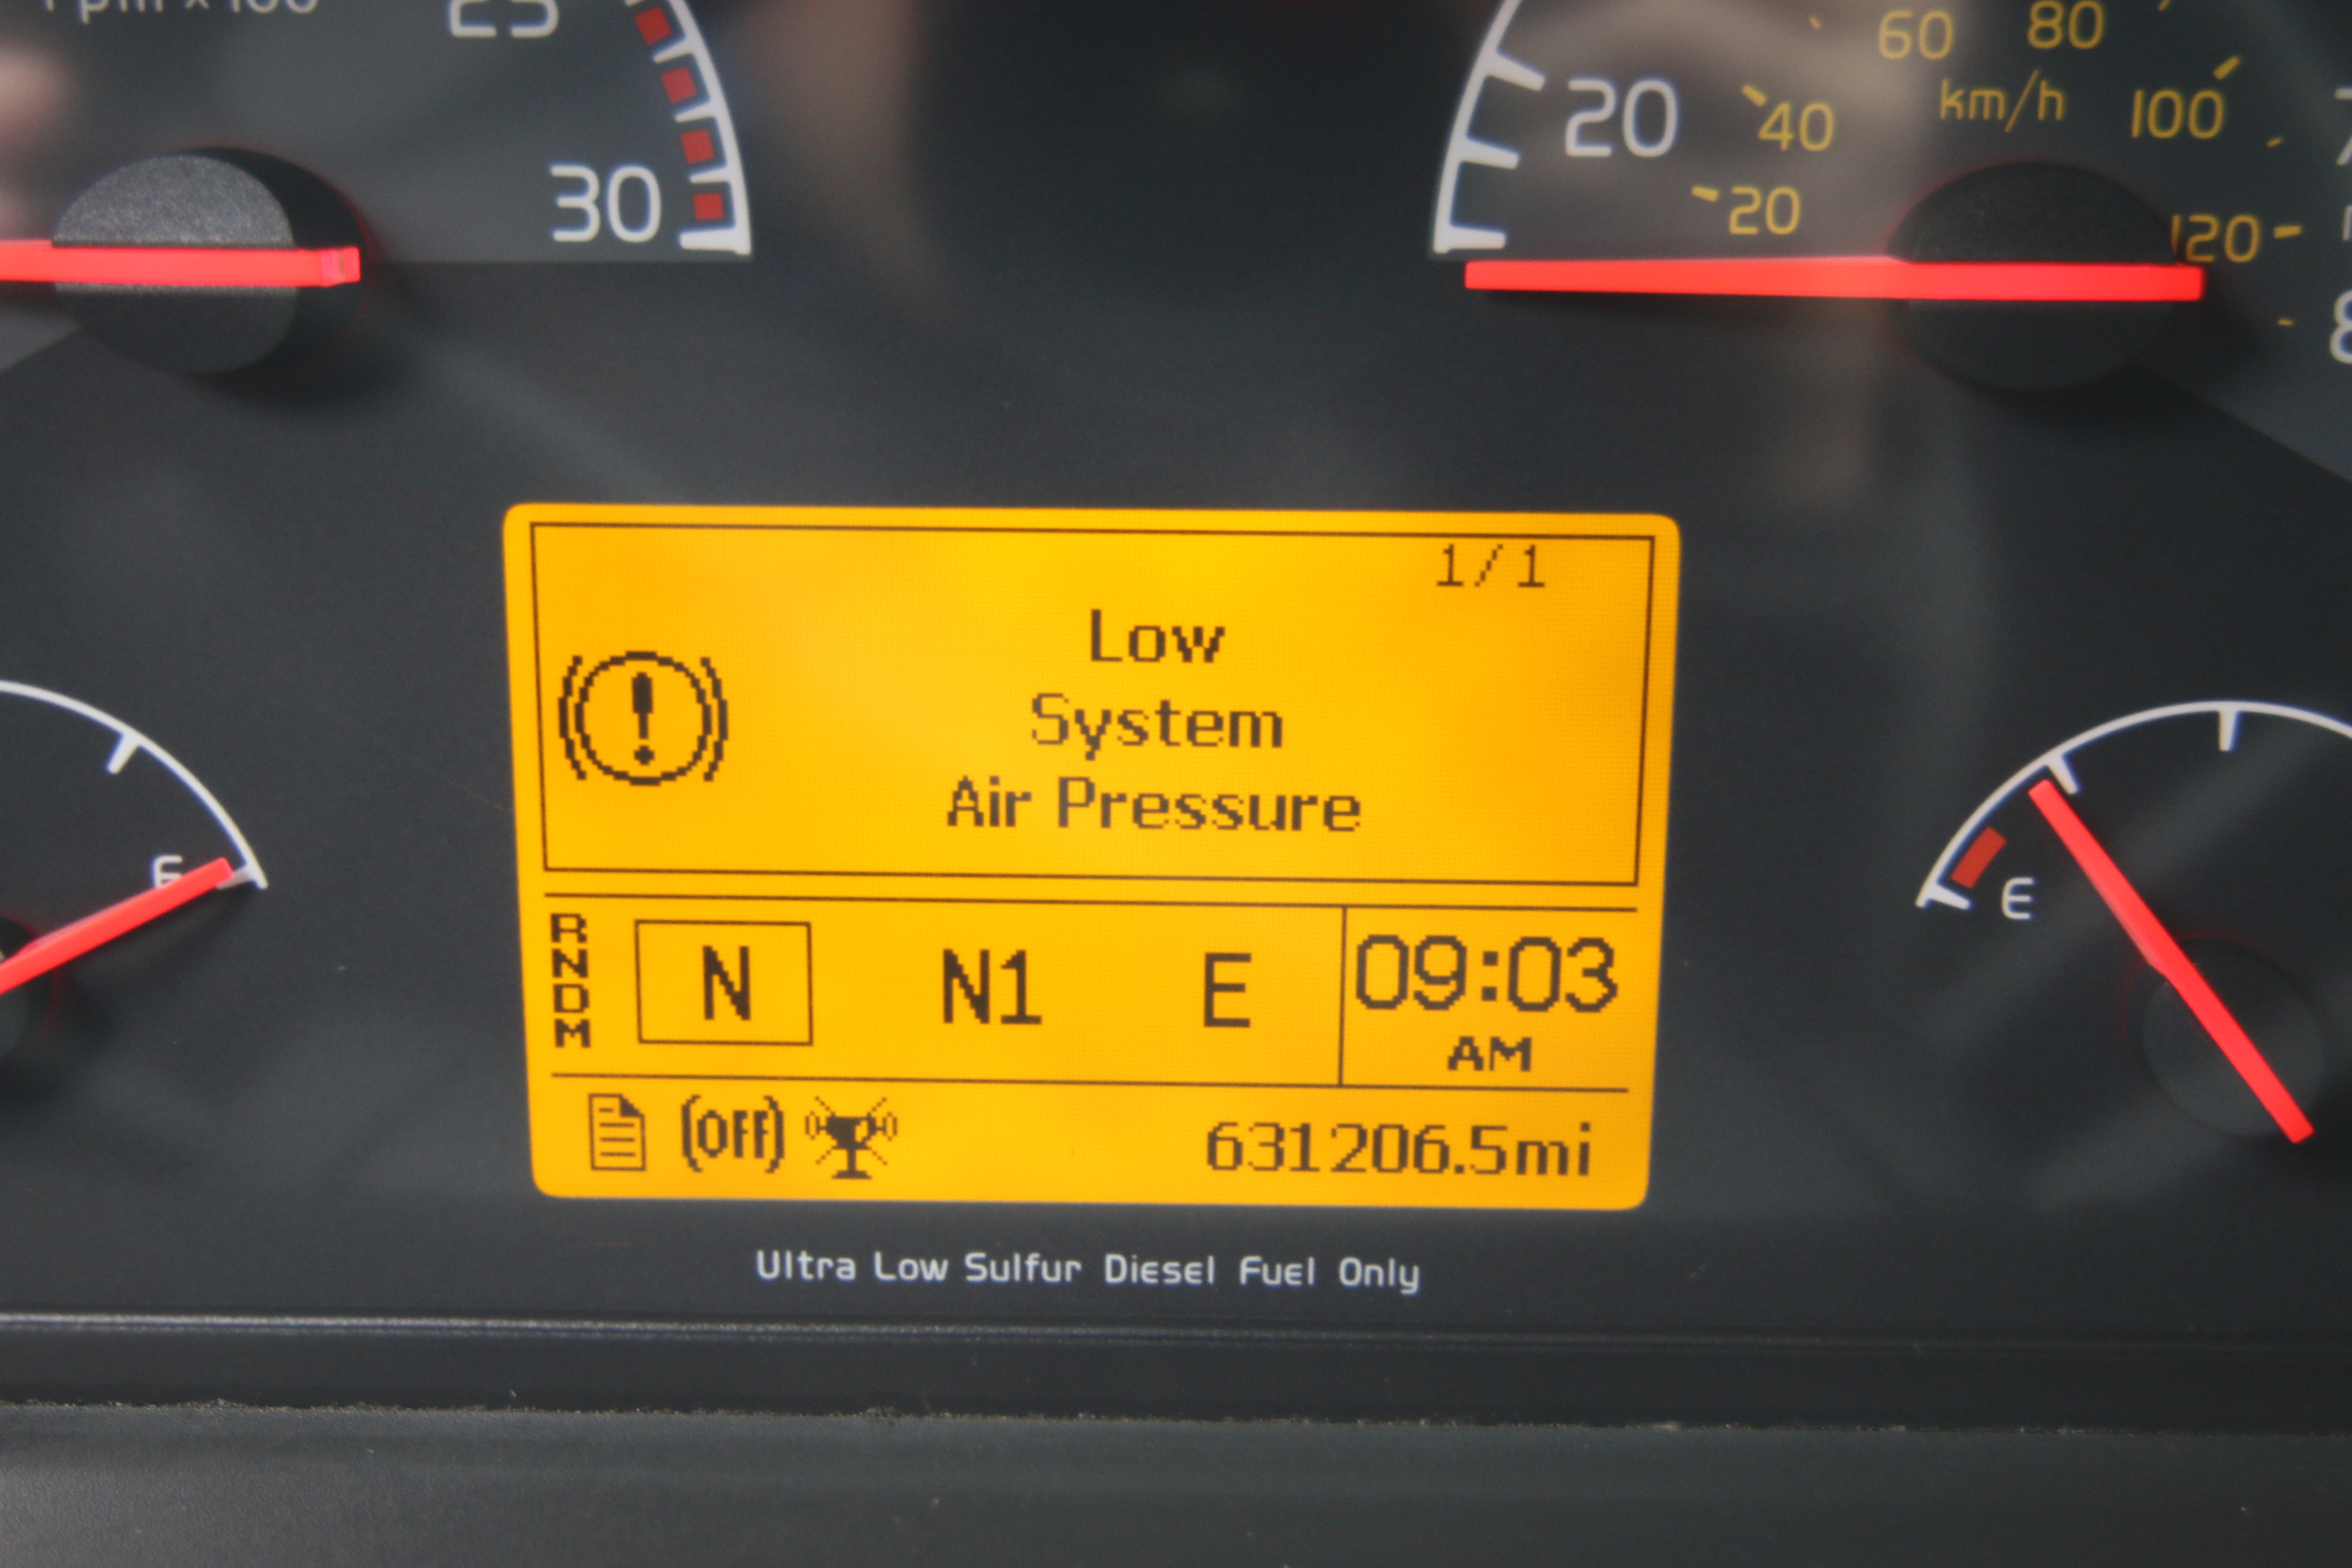 25
30
60 80
20
40
km/h
100
20
120
1/1
Low
System
Air Pressure
E
E
RNDM
N N1 E
09:03
AM
(Off)
631206.5mi
Ultra Low Sulfur Diesel Fuel Only